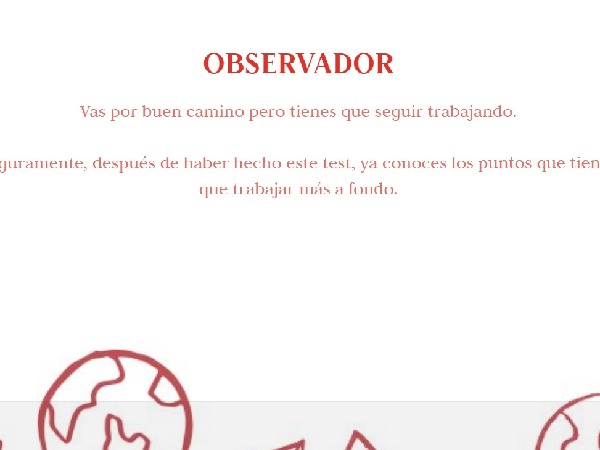 OBSERVADOR
Vas por buen camino pero tienes que seguir trabajando.
guramente, después de haber hecho este test, ya conoces los puntos que tien
que trabajar más a fondo.